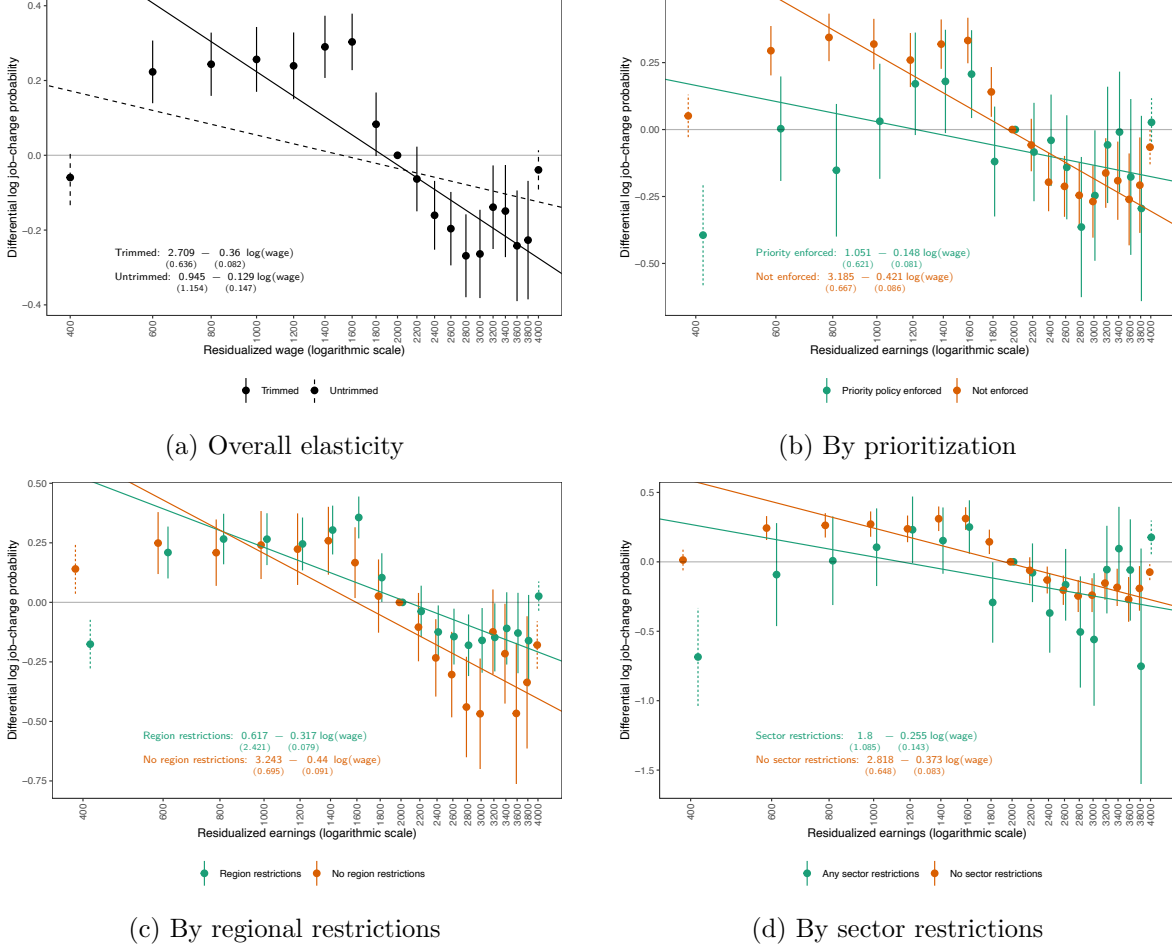 Differential log job−change probability
0.4
0.2
0.0
−0.2
−0.4
Trimmed: 2.709 − 0.36 log(wage)
(0.636) (0.082)
Untrimmed: 0.945 − 0.129 log(wage)
(1.154) (0.147)
400 600 800 1000 1200 1400 1600 1800 2000 2200 2400 2600 2800 3000 3200 3400 3600 3800 4000
Residualized wage (logarithmic scale)
Trimmed Untrimmed
(a) Overall elasticity
Differential log job−change probability
0.25
0.00
−0.25
−0.50
Priority enforced: 1.051 − 0.148 log(wage)
(0.621) (0.081)
Not enforced: 3.185 − 0.421 log(wage)
(0.667) (0.086)
400 600 800 1000 1200 1400 1600 1800 2000 2200 2400 2600 2800 3000 3200 3400 3600 3800 4000
Residualized earnings (logarithmic scale)
Priority policy enforced Not enforced
(b) By prioritization
Differential log job−change probability
0.50
0.25
0.00
−0.25
−0.50
−0.75
Region restrictions: 0.617 − 0.317 log(wage)
(2.421) (0.079)
No region restrictions: 3.243 − 0.44 log(wage)
(0.695) (0.091)
400 600 800 1000 1200 1400 1600 1800 2000 2200 2400 2600 2800 3000 3200 3400 3600 3800 4000
Residualized earnings (logarithmic scale)
Region restrictions No region restrictions
(c) By regional restrictions
Differential log job−change probability
0.5
0.0
−0.5
−1.0
−1.5
Sector restrictions: 1.8 − 0.255 log(wage)
(1.085) (0.143)
No sector restrictions: 2.818 − 0.373 log(wage)
(0.648) (0.083)
400 600 800 1000 1200 1400 1600 1800 2000 2200 2400 2600 2800 3000 3200 3400 3600 3800 4000
Residualized earnings (logarithmic scale)
Any sector restrictions No sector restrictions
(d) By sector restrictions